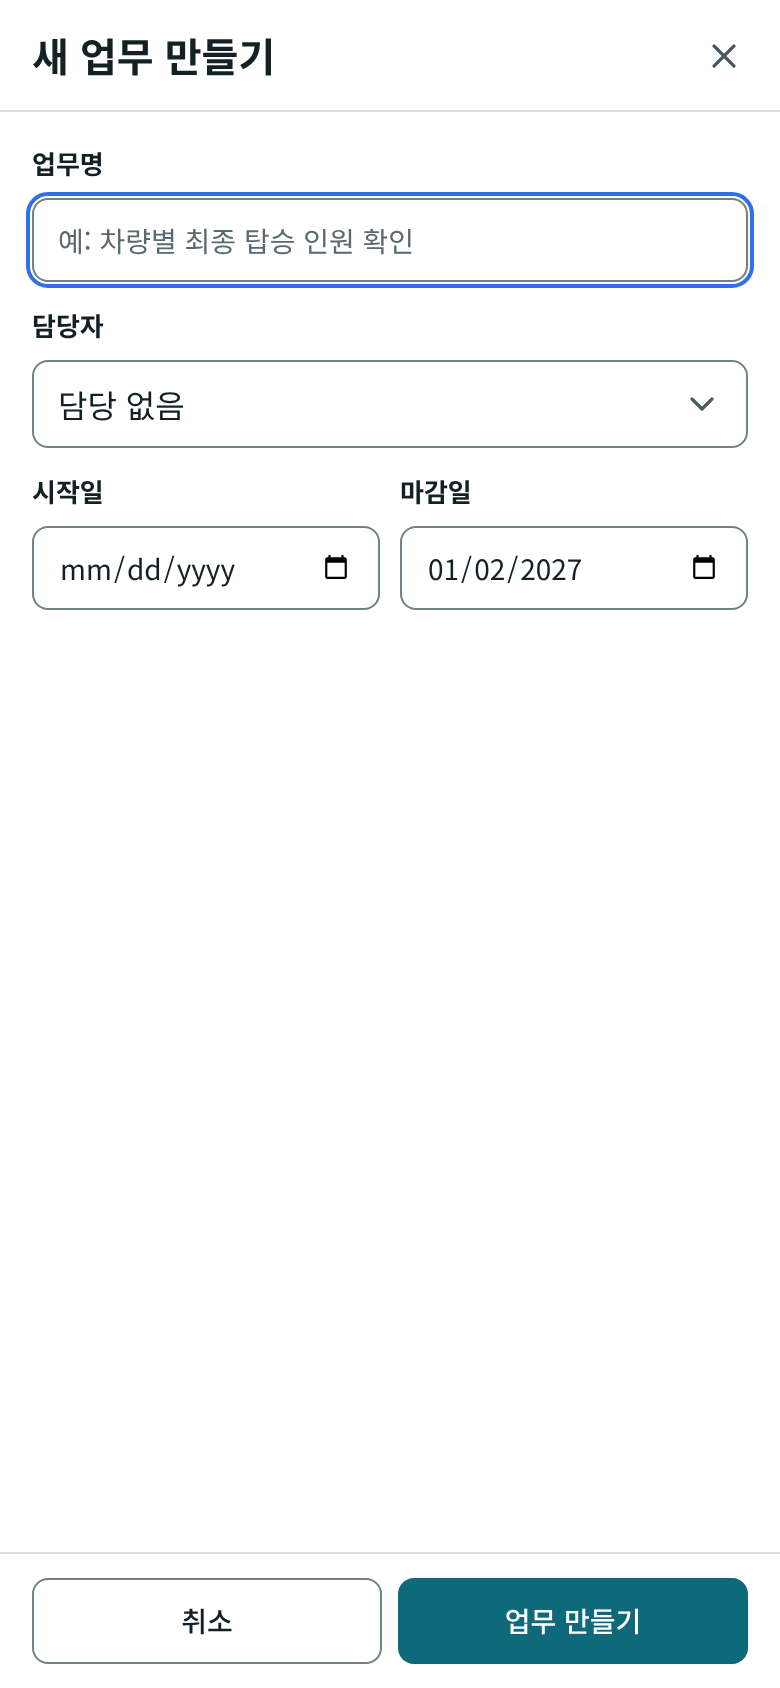 새 업무 만들기
업무명
예: 차량별 최종 탑승 인원 확인
담당자
담당 없음
시작일 마감일
mm/dd/yyyy 01/02/2027
취소 업무 만들기